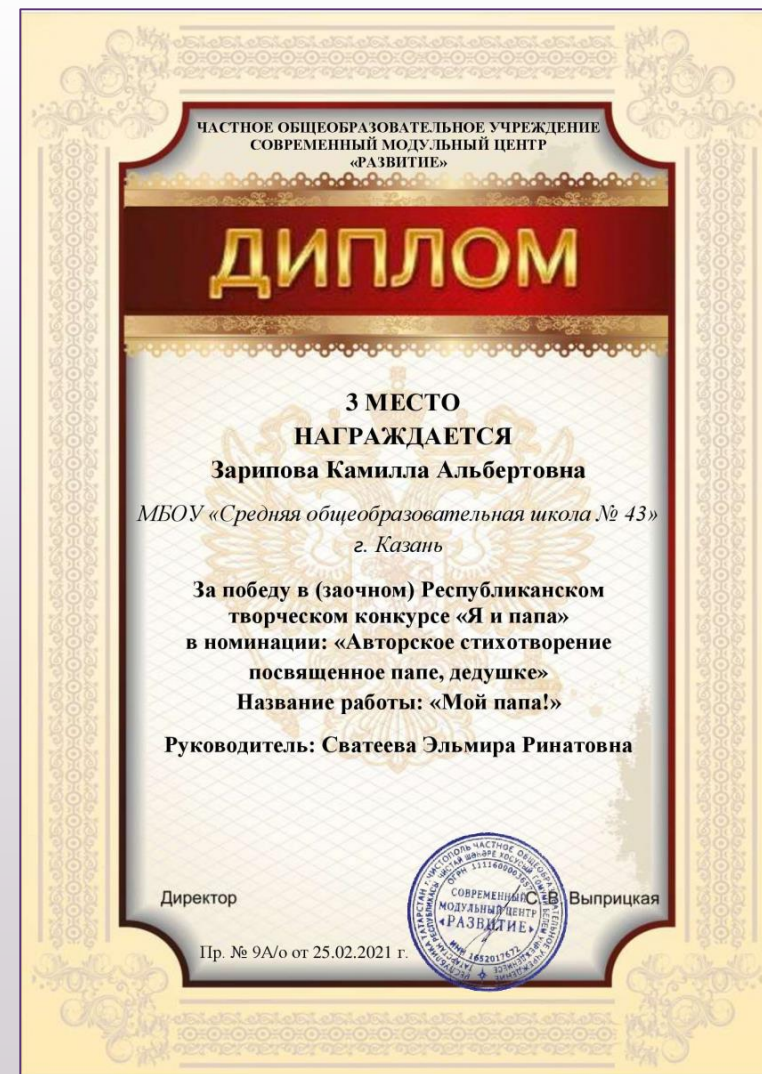 ЧАСТНОЕ ОБЩЕОБРАЗОВАТЕЛЬНОЕ УЧРЕЖДЕНИЕ
СОВРЕМЕННЫЙ МОДУЛЬНЫЙ ЦЕНТР
«РАЗВИТИЕ»
ДИПЛОМ
3 МЕСТО
НАГРАЖДАЕТСЯ
Зарипова Камилла Альбертовна
МБОУ «Средняя общеобразовательная школа № 43»
г. Казань
За победу в (заочном) Республиканском
творческом конкурсе «Я и папа»
в номинации: «Авторское стихотворение
посвященное папе, дедушке»
Название работы: «Мой папа!»
Руководитель: Сватеева Эльмира Ринатовна
Директор
С. В. Выприцкая
СОВРЕМЕННЫЙ
МОДУЛЬНЫЙ ЦЕНТР
«РАЗВИТИЕ»
ИНН 1652017672
Пр. № 9А/о от 25.02.2021 г.